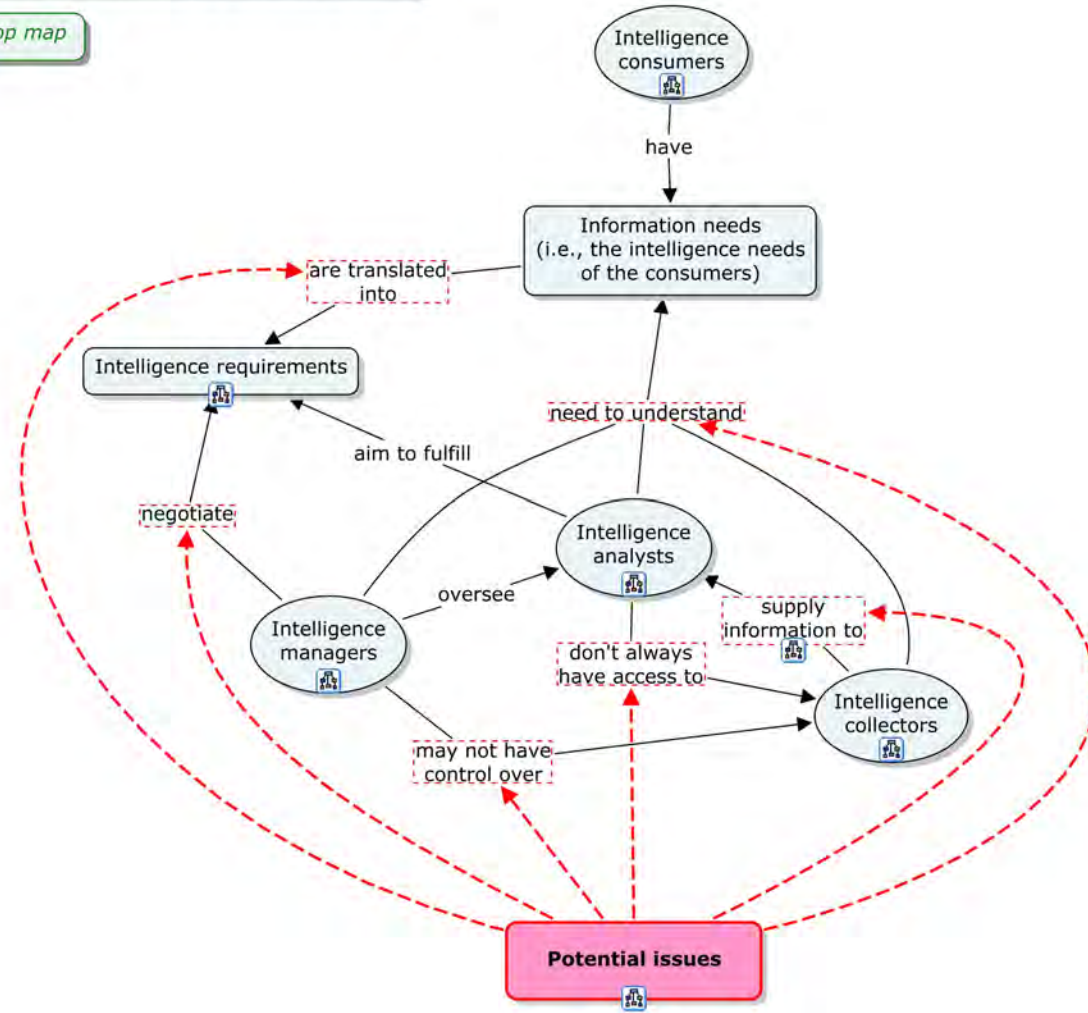 map
Intelligence
consumers
have
Information needs
(i.e., the intelligence needs
of the consumers)
are translated
into
Intelligence requirements
need to understand
aim to fulfill
negotiate
Intelligence
analysts
oversee
supply
information to
Intelligence
managers
don't always
have access to
Intelligence
collectors
may not have
control over
Potential issues